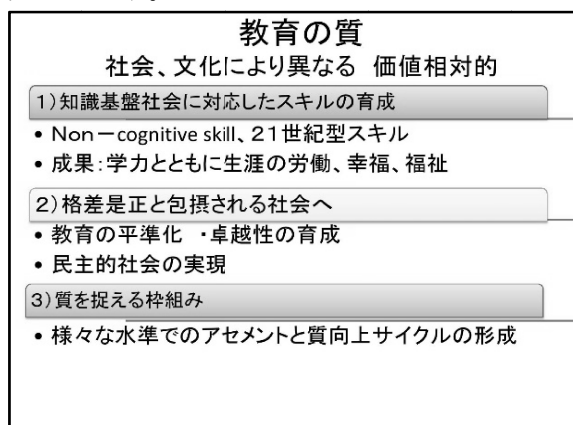 教育の質
社会、文化により異なる 価値相対的
1)知識基盤社会に対応したスキルの育成
• Non－cognitive skill、21世紀型スキル
• 成果:学力とともに生涯の労働、幸福、福祉
2)格差是正と包摂される社会へ
• 教育の平準化 ・卓越性の育成
• 民主的社会の実現
3)質を捉える枠組み
• 様々な水準でのアセメントと質向上サイクルの形成